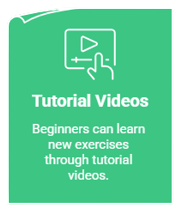 Tutorial Videos
Beginners can learn
new exercises
through tutorial
videos.